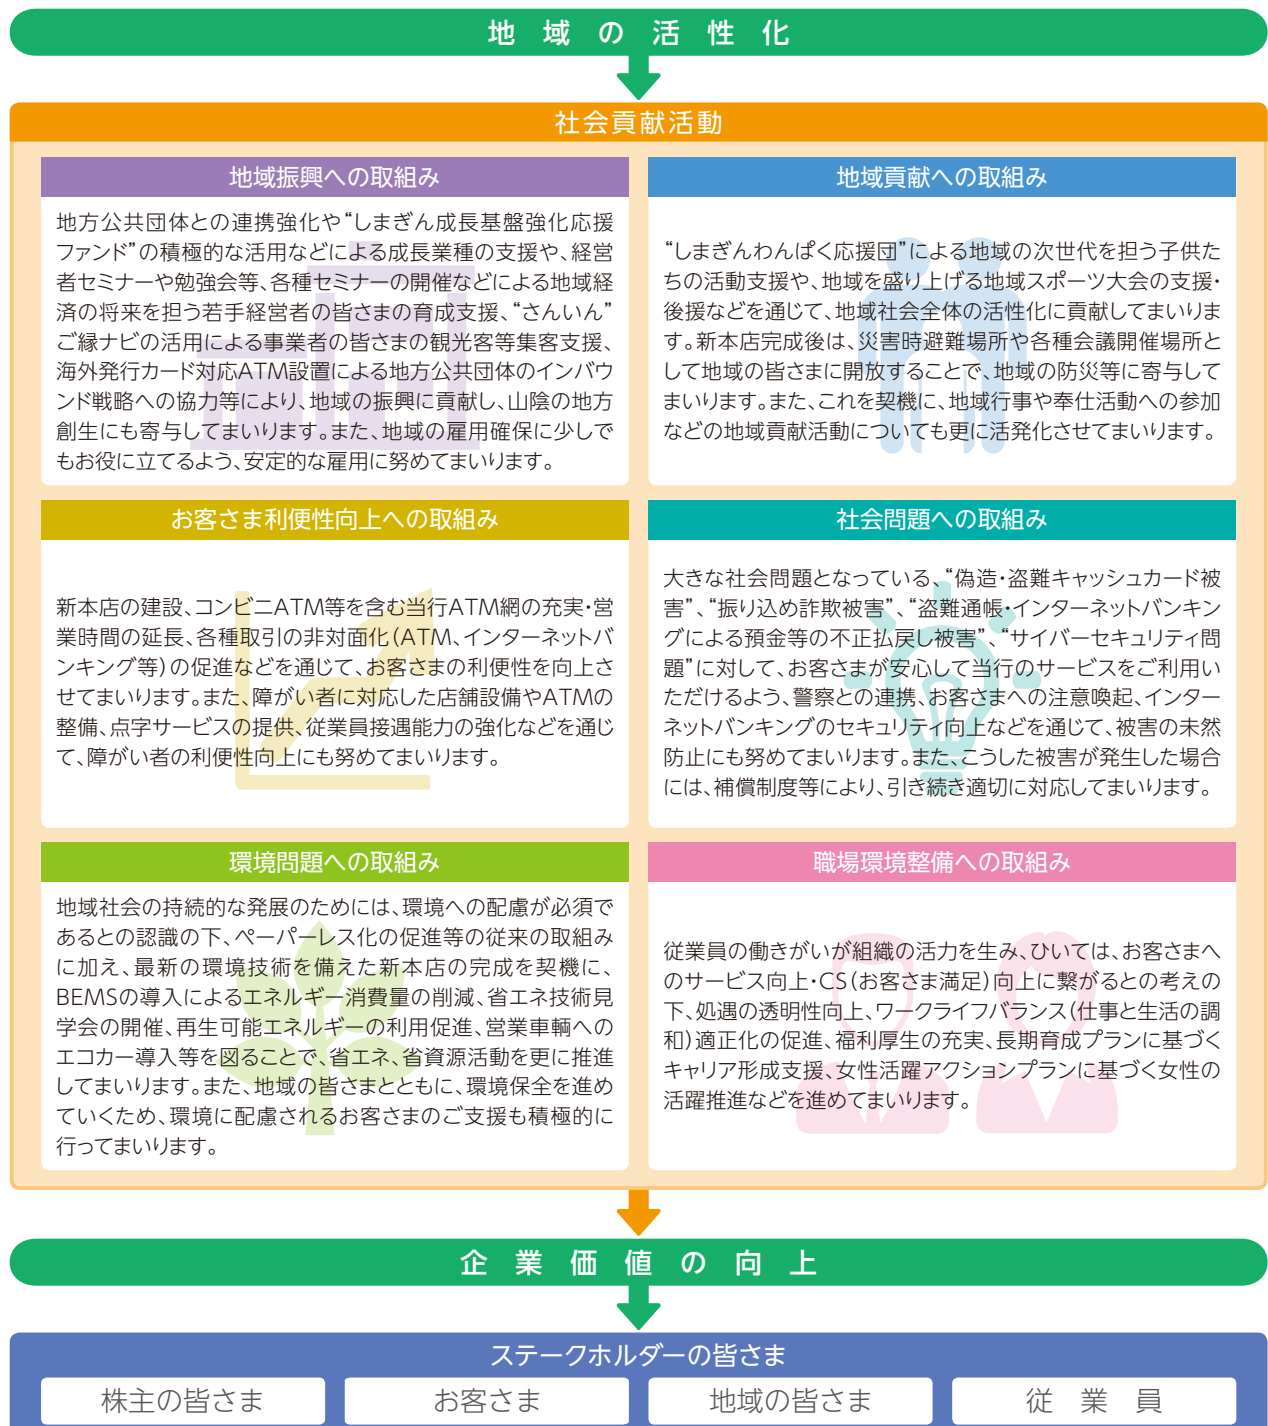 地域の活性化
社会貢献活動
地域振興への取組み
地方公共団体との連携強化や“しまぎん成長基盤強化応援
ファンド”の積極的な活用などによる成長業種の支援や、経営
者セミナーや勉強会等、各種セミナーの開催などによる地域経
済の将来を担う若手経営者の皆さまの育成支援、“さんいん”
ご縁ナビの活用による事業者の皆さまの観光客等集客支援、
海外発行カード対応ATM設置による地方公共団体のインバウ
ンド戦略への協力等により、地域の振興に貢献し、山陰の地方
創生にも寄与してまいります。また、地域の雇用確保に少しで
もお役に立てるよう、安定的な雇用に努めてまいります。
地域貢献への取組み
“しまぎんわんぱく応援団”による地域の次世代を担う子供た
ちの活動支援や、地域を盛り上げる地域スポーツ大会の支援・
後援などを通じて、地域社会全体の活性化に貢献してまいりま
す。新本店完成後は、災害時避難場所や各種会議開催場所と
して地域の皆さまに開放することで、地域の防災等に寄与して
まいります。また、これを契機に、地域行事や奉仕活動への参加
などの地域貢献活動についても更に活発化させてまいります。
お客さま利便性向上への取組み
新本店の建設、コンビニATM等を含む当行ATM網の充実・営
業時間の延長、各種取引の非対面化（ATM、インターネットバ
ンキング等）の促進などを通じて、お客さまの利便性を向上さ
せてまいります。また、障がい者に対応した店舗設備やATMの
整備、点字サービスの提供、従業員接遇能力の強化などを通じ
て、障がい者の利便性向上にも努めてまいります。
社会問題への取組み
大きな社会問題となっている、“偽造・盗難キャッシュカード被
害”、“振り込め詐欺被害”、“盗難通帳・インターネットバンキン
グによる預金等の不正払戻し被害”、“サイバーセキュリティ問
題”に対して、お客さまが安心して当行のサービスをご利用い
ただけるよう、警察との連携、お客さまへの注意喚起、インター
ネットバンキングのセキュリティ向上などを通じて、被害の未然
防止にも努めてまいります。また、こうした被害が発生した場合
には、補償制度等により、引き続き適切に対応してまいります。
環境問題への取組み
地域社会の持続的な発展のためには、環境への配慮が必須で
あるとの認識の下、ペーパーレス化の促進等の従来の取組み
に加え、最新の環境技術を備えた新本店の完成を契機に、
BEMSの導入によるエネルギー消費量の削減、省エネ技術見
学会の開催、再生可能エネルギーの利用促進、営業車輌への
エコカー導入等を図ることで、省エネ、省資源活動を更に推進
してまいります。また、地域の皆さまとともに、環境保全を進め
ていくため、環境に配慮されるお客さまのご支援も積極的に
行ってまいります。
職場環境整備への取組み
従業員の働きがいが組織の活力を生み、ひいては、お客さまへ
のサービス向上・CS（お客さま満足）向上に繋がるとの考えの
下、処遇の透明性向上、ワークライフバランス（仕事と生活の調
和）適正化の促進、福利厚生の充実、長期育成プランに基づく
キャリア形成支援、女性活躍アクションプランに基づく女性の
活躍推進などを進めてまいります。
企業価値の向上
ステークホルダーの皆さま
株主の皆さま
お客さま
地域の皆さま
従業員